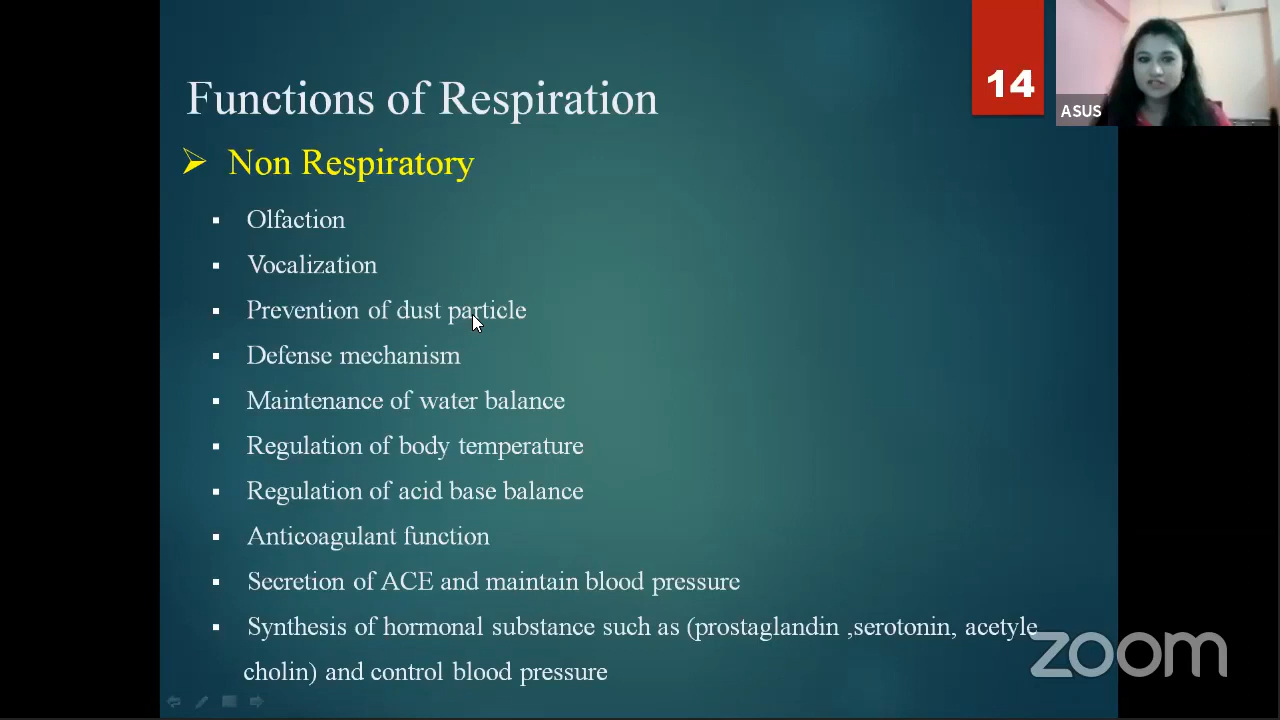 14
ASUS
Functions of Respiration
Non Respiratory
Olfaction
Vocalization
Prevention of dust particle
Defense mechanism
Maintenance of water balance
Regulation of body temperature
Regulation of acid base balance
Anticoagulant function
Secretion of ACE and maintain blood pressure
Synthesis of hormonal substance such as (prostaglandin ,serotonin, acetyle
cholin) and control blood pressure
zoom